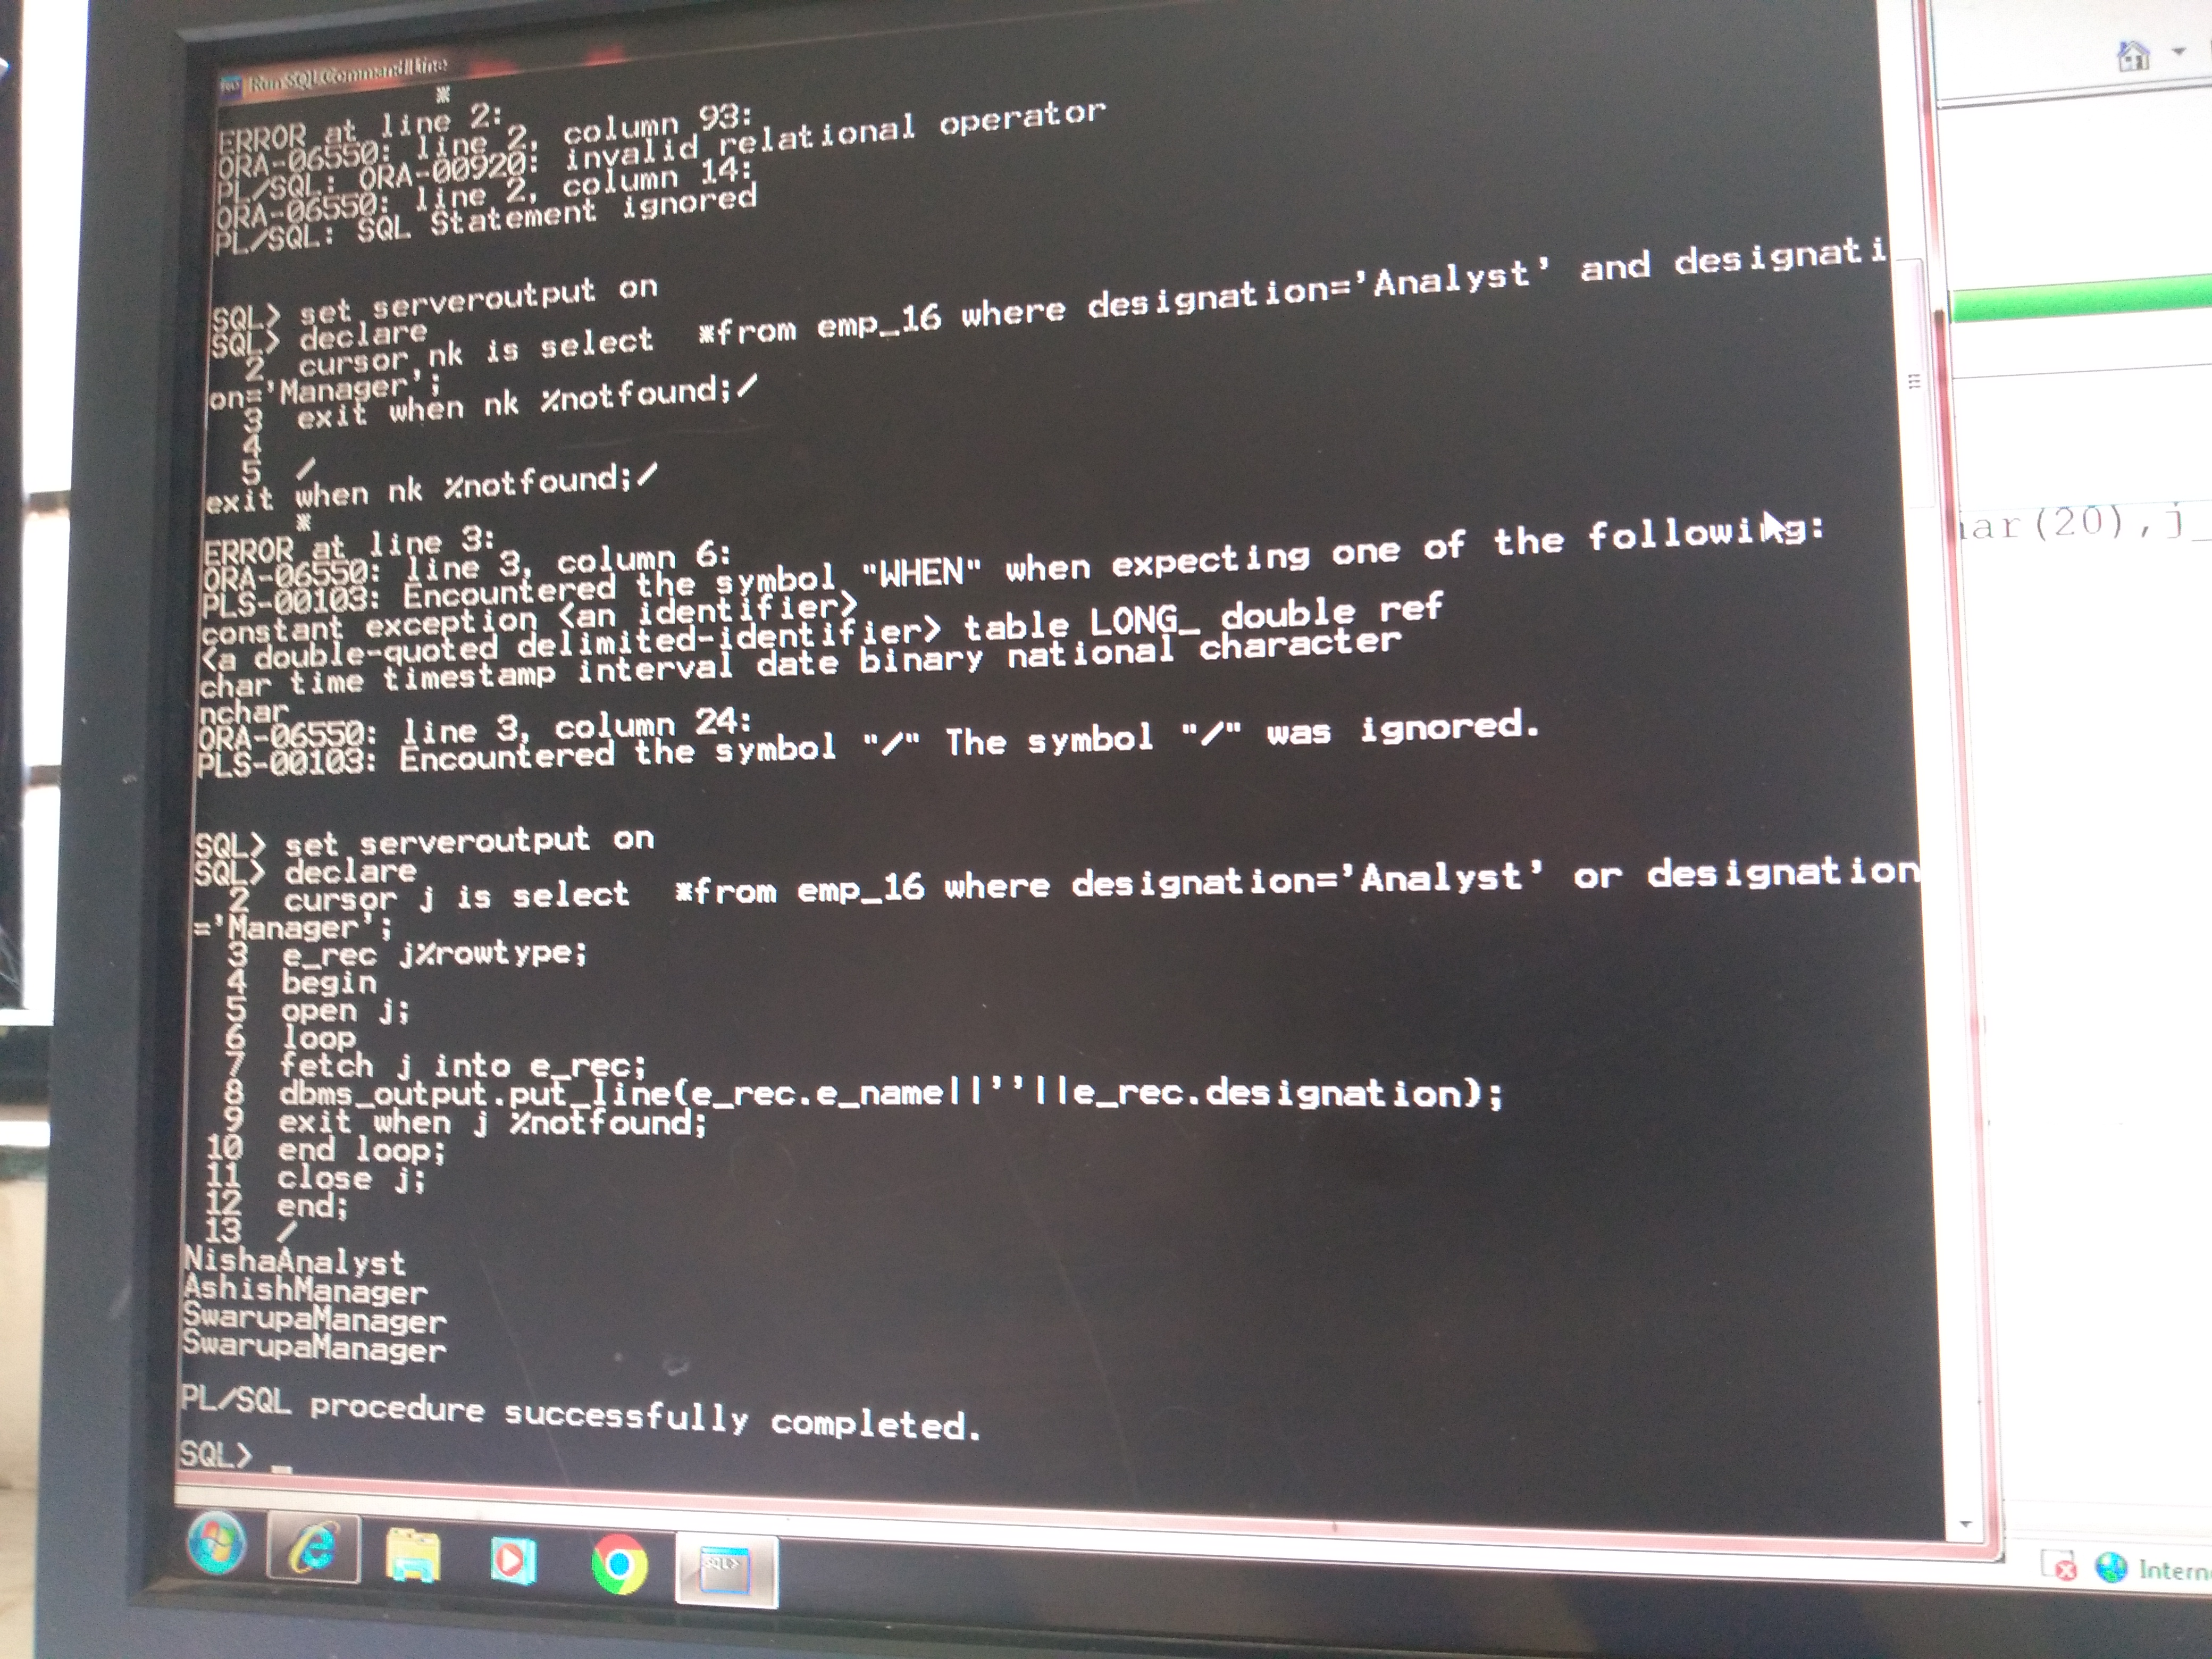 Run SQL Command Line
*
ERROR at line 2:
ORA-06550: line 2, column 93:
PL/SQL: ORA-00920: invalid relational operator
ORA-06550: line 2, column 14:
PL/SQL: SQL Statement ignored
SQL> set serveroutput on
SQL> declare
2 cursor nk is select *from emp_16 where designation='Analyst' and designati
on='Manager';
3 exit when nk %notfound;/
4
5 /
exit when nk %notfound;/
*
ERROR at line 3:
ORA-06550: line 3, column 6:
PLS-00103: Encountered the symbol "WHEN" when expecting one of the following:
constant exception <an identifier>
<a double-quoted delimited-identifier> table LONG_ double ref
char time timestamp interval date binary national character
nchar
ORA-06550: line 3, column 24:
PLS-00103: Encountered the symbol "/" The symbol "/" was ignored.
SQL> set serveroutput on
SQL> declare
2 cursor j is select *from emp_16 where designation='Analyst' or designation
='Manager';
3 e_rec j%rowtype;
4 begin
5 open j;
6 loop
7 fetch j into e_rec;
8 dbms_output.put_line(e_rec.e_name||''||e_rec.designation);
9 exit when j %notfound;
10 end loop;
11 close j;
12 end;
13 /
NishaAnalyst
AshishManager
SwarupaManager
SwarupaManager
PL/SQL procedure successfully completed.
SQL> _
har(20),j_
SQL>
Intern